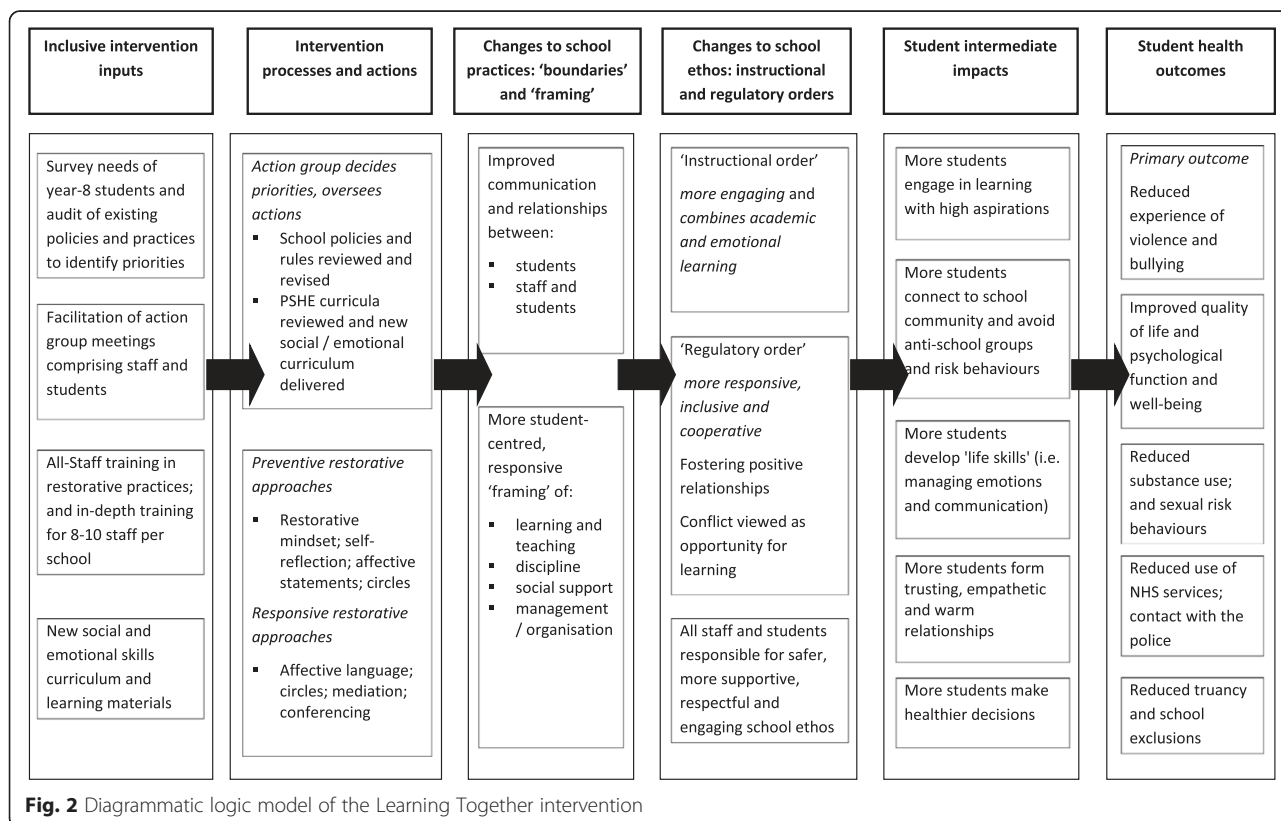 Inclusive intervention
inputs
Intervention
processes and actions
Changes to school
practices: ‘boundaries’
and ‘framing’
Changes to school
ethos: instructional
and regulatory orders
Student intermediate
impacts
Student health
outcomes
Survey needs of
year-8 students and
audit of existing
policies and practices
to identify priorities
Facilitation of action
group meetings
comprising staff and
students
All-Staff training in
restorative practices;
and in-depth training
for 8-10 staff per
school
New social and
emotional skills
curriculum and
learning materials
Action group decides
priorities, oversees
actions
▪ School policies and
rules reviewed and
revised
▪ PSHE curricula
reviewed and new
social / emotional
curriculum
delivered
Preventive restorative
approaches
▪ Restorative
mindset; self-
reflection; affective
statements; circles
Responsive restorative
approaches
▪ Affective language;
circles; mediation;
conferencing
Improved
communication
and relationships
between:
▪ students
▪ staff and
students
More student-
centred,
responsive
‘framing’ of:
▪ learning and
teaching
▪ discipline
▪ social support
▪ management
/ organisation
‘Instructional order’
more engaging and
combines academic
and emotional
learning
‘Regulatory order’
more responsive,
inclusive and
cooperative
Fostering positive
relationships
Conflict viewed as
opportunity for
learning
All staff and students
responsible for safer,
more supportive,
respectful and
engaging school ethos
More students
engage in learning
with high aspirations
More students
connect to school
community and avoid
anti-school groups
and risk behaviours
More students
develop 'life skills' (i.e.
managing emotions
and communication)
More students form
trusting, empathetic
and warm
relationships
More students make
healthier decisions
Primary outcome
Reduced
experience of
violence and
bullying
Improved quality
of life and
psychological
function and
well-being
Reduced
substance use;
and sexual risk
behaviours
Reduced use of
NHS services;
contact with the
police
Reduced truancy
and school
exclusions
Fig. 2 Diagrammatic logic model of the Learning Together intervention